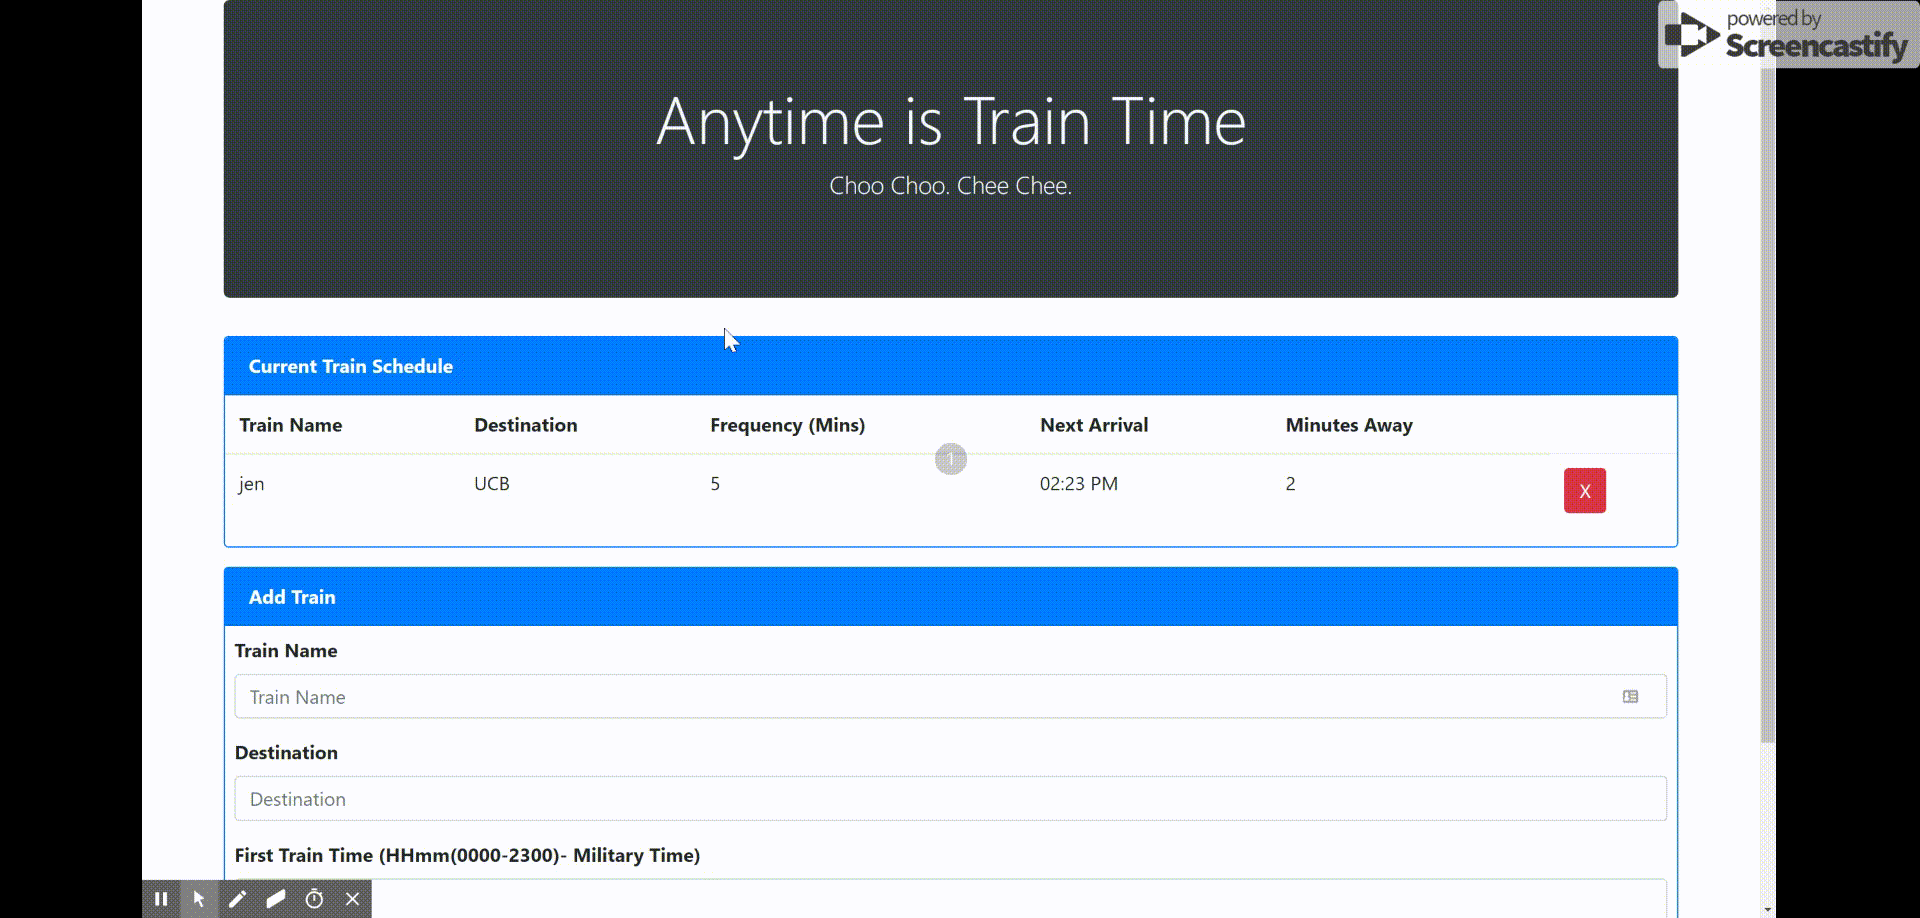 powered by
Screencastify
Anytime is Train Time
Choo Choo. Chee Chee.
Current Train Schedule
Train Name Destination Frequency (Mins) Next Arrival Minutes Away
1
jen UCB 5 02:23 PM 2 X
Add Train
Train Name
Train Name
Destination
Destination
First Train Time (HHmm(0000-2300)- Military Time)